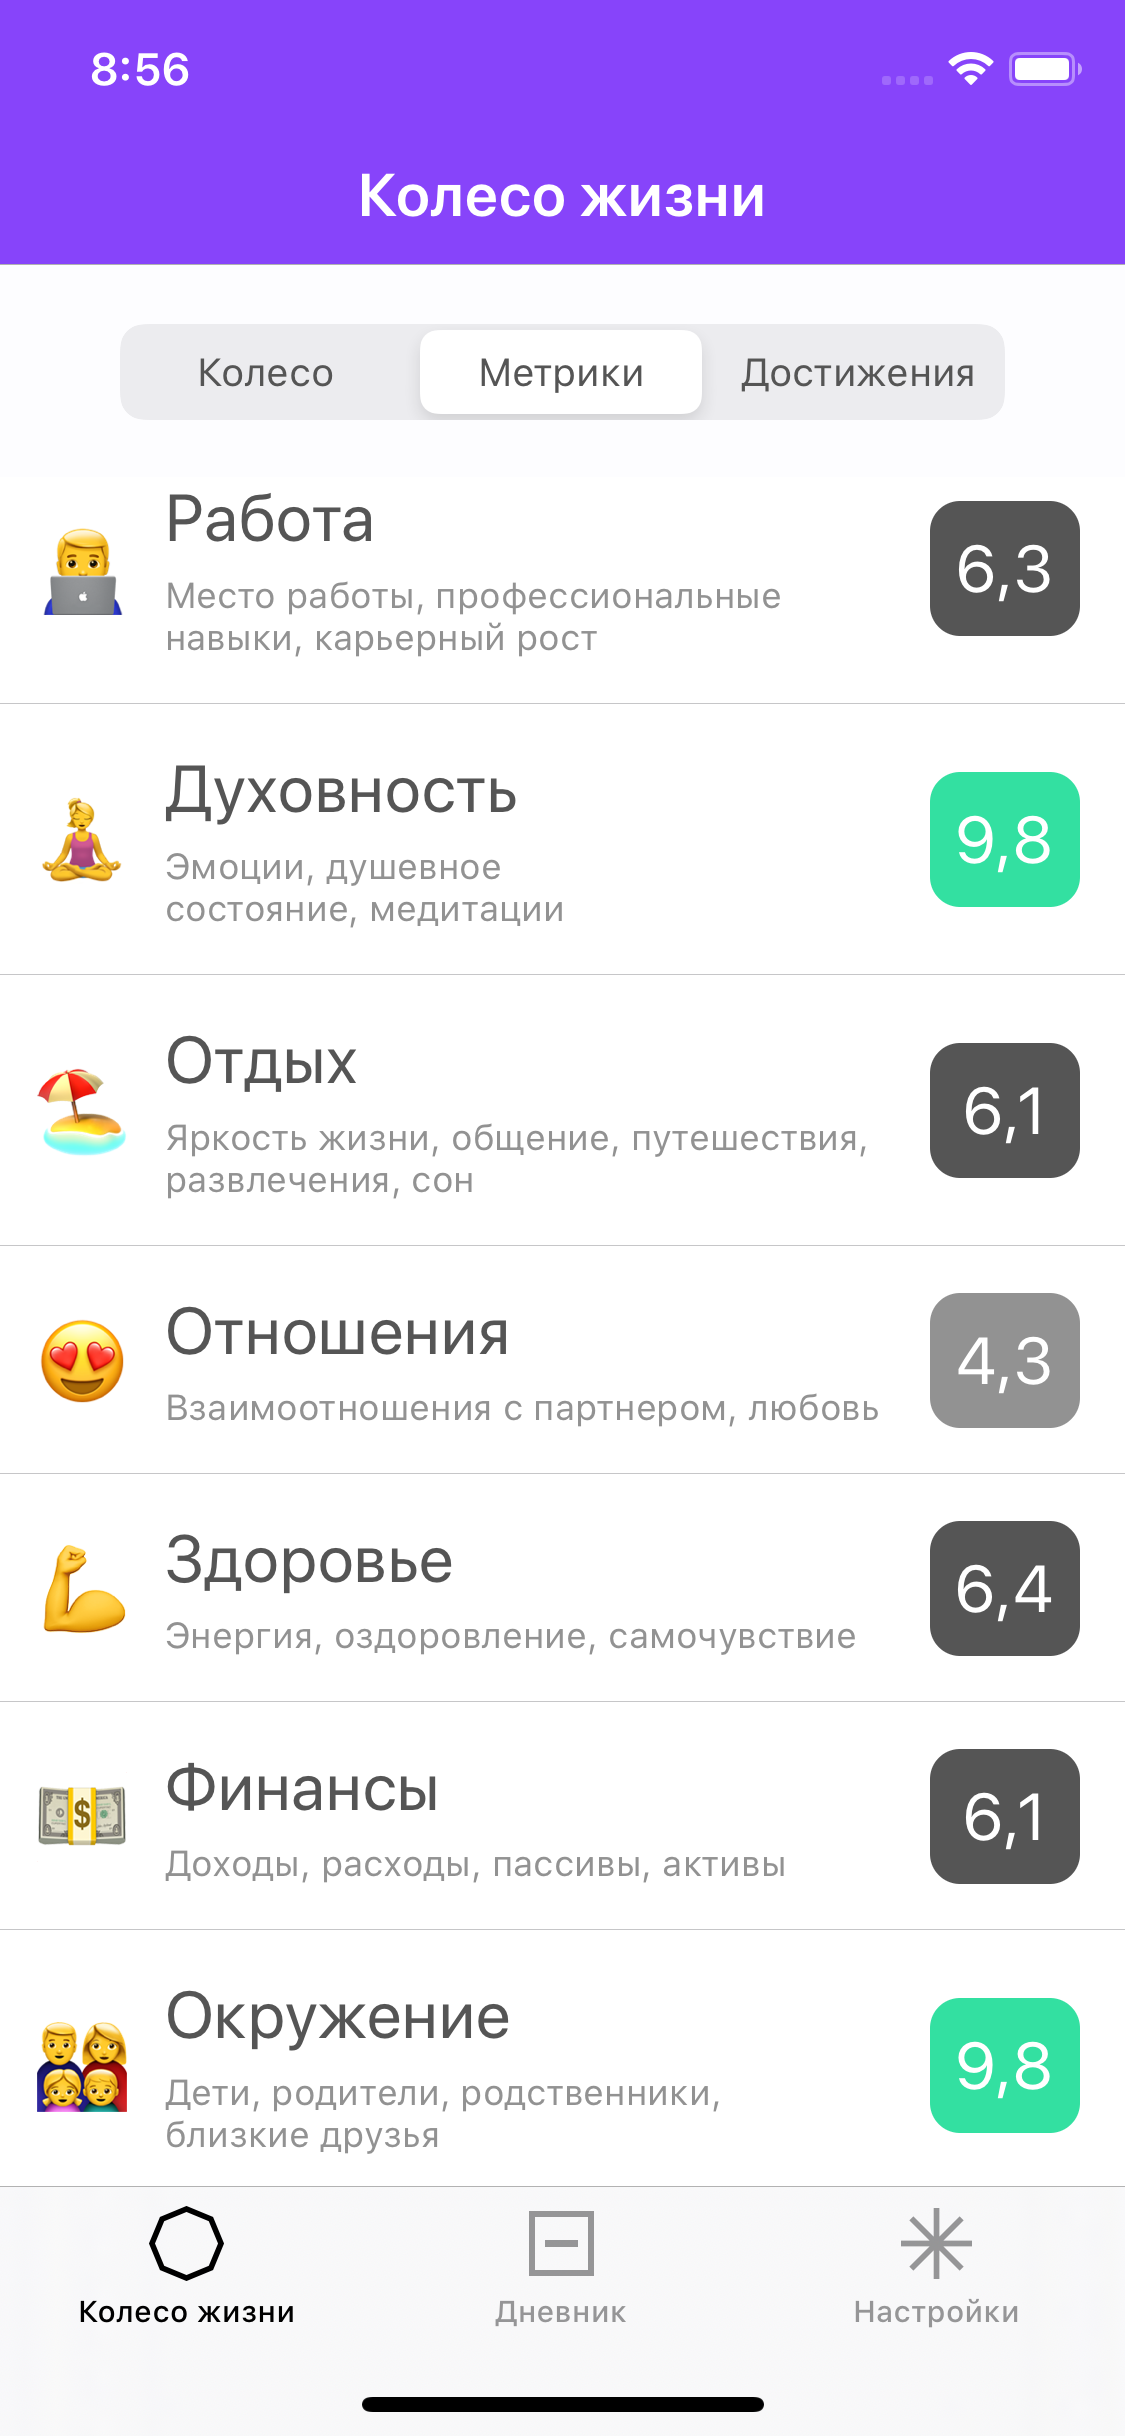 8:56
Колесо жизни
Колесо
Метрики
Достижения
Работа
6,3
Место работы, профессиональные
навыки, карьерный рост
Духовность
9,8
Эмоции, душевное
состояние, медитации
Отдых
6,1
Яркость жизни, общение, путешествия,
развлечения, сон
Отношения
4,3
Взаимоотношения с партнером, любовь
Здоровье
6,4
Энергия, оздоровление, самочувствие
Финансы
6,1
Доходы, расходы, пассивы, активы
Окружение
9,8
Дети, родители, родственники,
близкие друзья
Колесо жизни
Дневник
Настройки